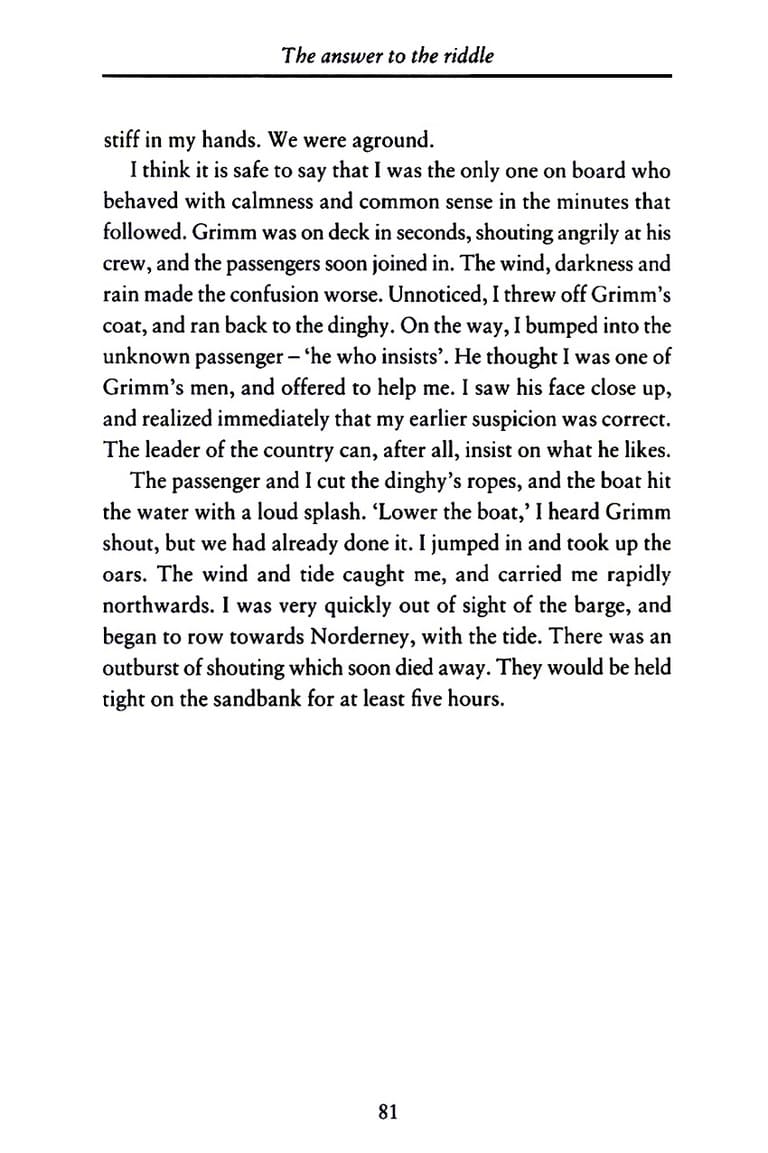 The answer to the riddle
stiff in my hands. We were aground.
I think it is safe to say that I was the only one on board who
behaved with calmness and common sense in the minutes that
followed. Grimm was on deck in seconds, shouting angrily at his
crew, and the passengers soon joined in. The wind, darkness and
rain made the confusion worse. Unnoticed, I threw off Grimm’s
coat, and ran back to the dinghy. On the way, I bumped into the
unknown passenger – ‘he who insists’. He thought I was one of
Grimm’s men, and offered to help me. I saw his face close up,
and realized immediately that my earlier suspicion was correct.
The leader of the country can, after all, insist on what he likes.
The passenger and I cut the dinghy’s ropes, and the boat hit
the water with a loud splash. ‘Lower the boat,’ I heard Grimm
shout, but we had already done it. I jumped in and took up the
oars. The wind and tide caught me, and carried me rapidly
northwards. I was very quickly out of sight of the barge, and
began to row towards Norderney, with the tide. There was an
outburst of shouting which soon died away. They would be held
tight on the sandbank for at least five hours.
81